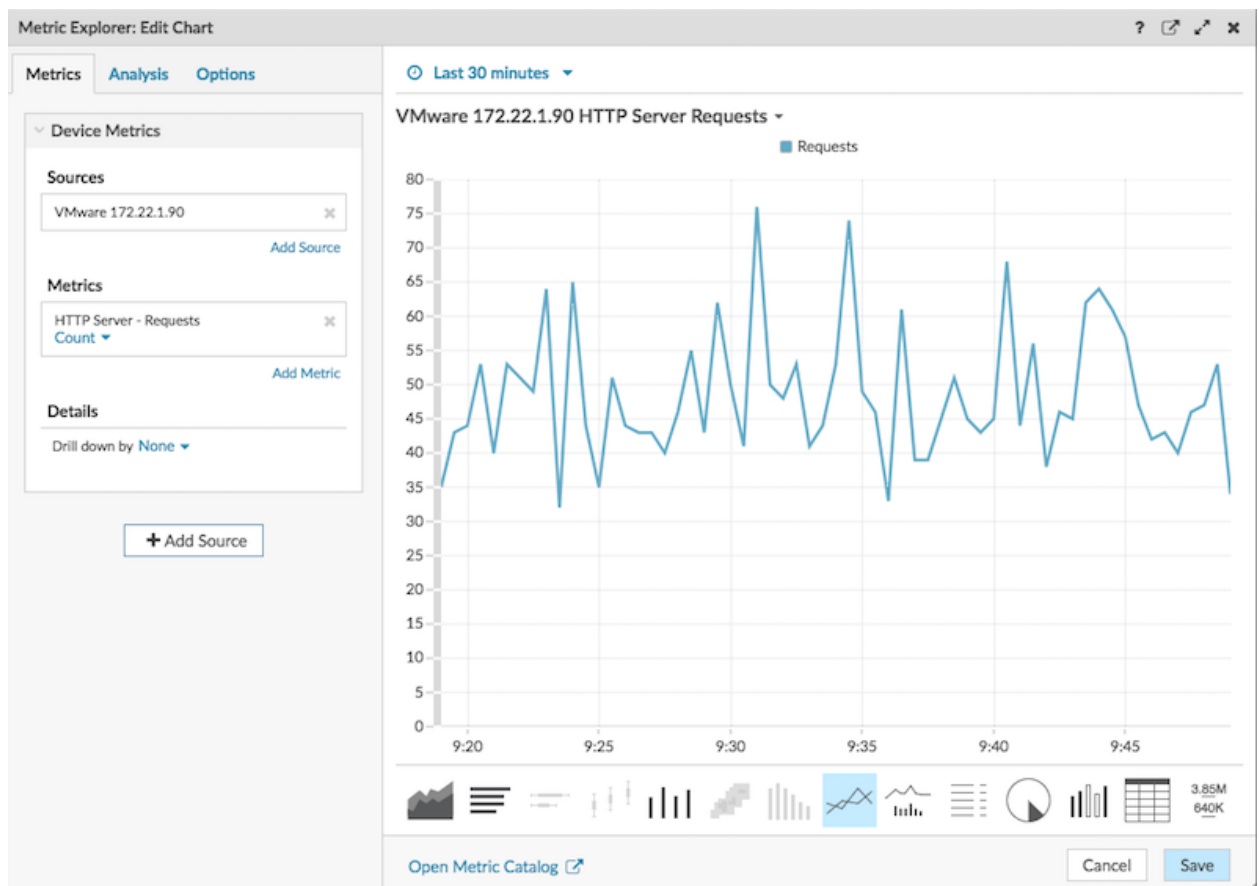 Metric Explorer: Edit Chart
?
Metrics Analysis Options
Device Metrics
Sources
VMware 172.22.1.90
Add Source
Metrics
HTTP Server - Requests
Count
Add Metric
Details
Drill down by None
+ Add Source
Last 30 minutes
VMware 172.22.1.90 HTTP Server Requests
Requests
80
75
70
65
60
55
50
45
40
35
30
25
20
15
10
5
0
9:20 9:25 9:30 9:35 9:40 9:45
3.85M
640K
Open Metric Catalog
Cancel Save